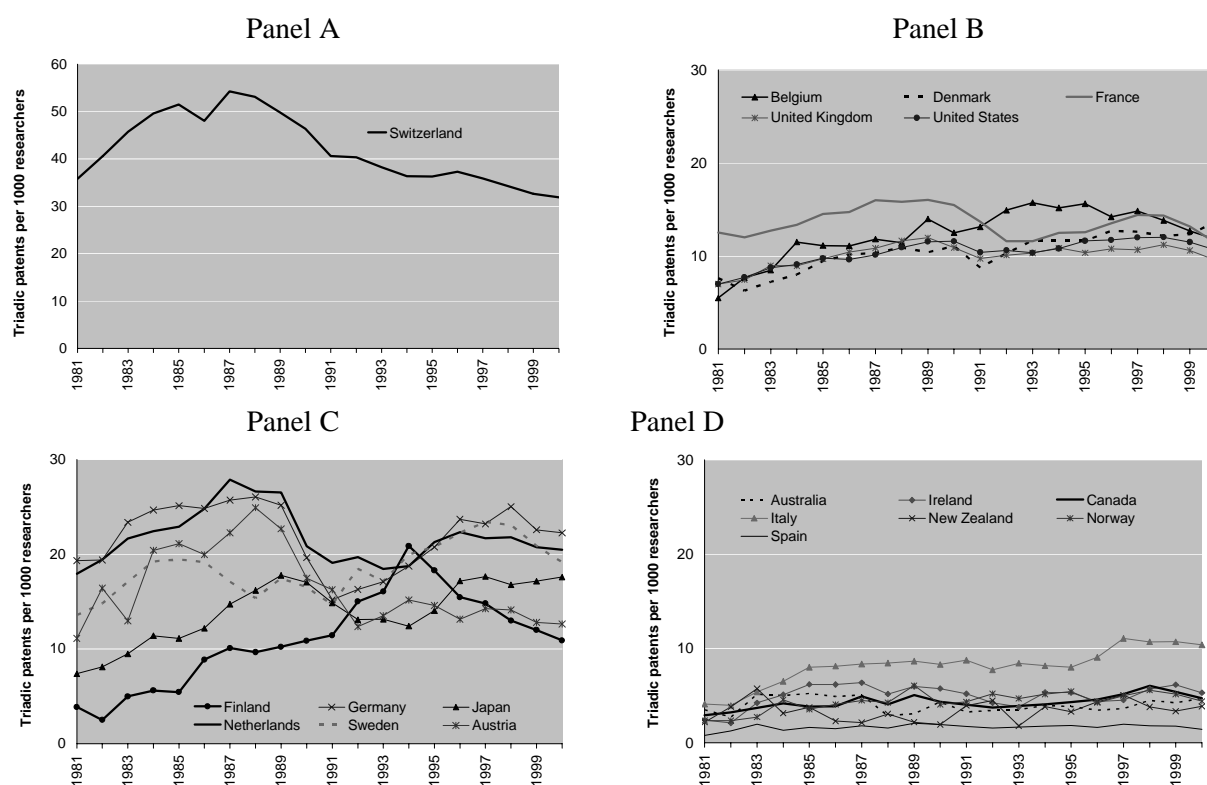 Panel A
Triadic patents per 1000 researchers
60
50
40
30
20
10
0
Switzerland
1981 1983 1985 1987 1989 1991 1993 1995 1997 1999
Panel B
Triadic patents per 1000 researchers
30
20
10
0
Belgium Denmark France
United Kingdom United States
1981 1983 1985 1987 1989 1991 1993 1995 1997 1999
Panel C
Triadic patents per 1000 researchers
30
20
10
0
Finland Germany Japan
Netherlands Sweden Austria
1981 1983 1985 1987 1989 1991 1993 1995 1997 1999
Panel D
Triadic patents per 1000 researchers
30
20
10
0
Australia Ireland Canada
Italy New Zealand Norway
Spain
1981 1983 1985 1987 1989 1991 1993 1995 1997 1999